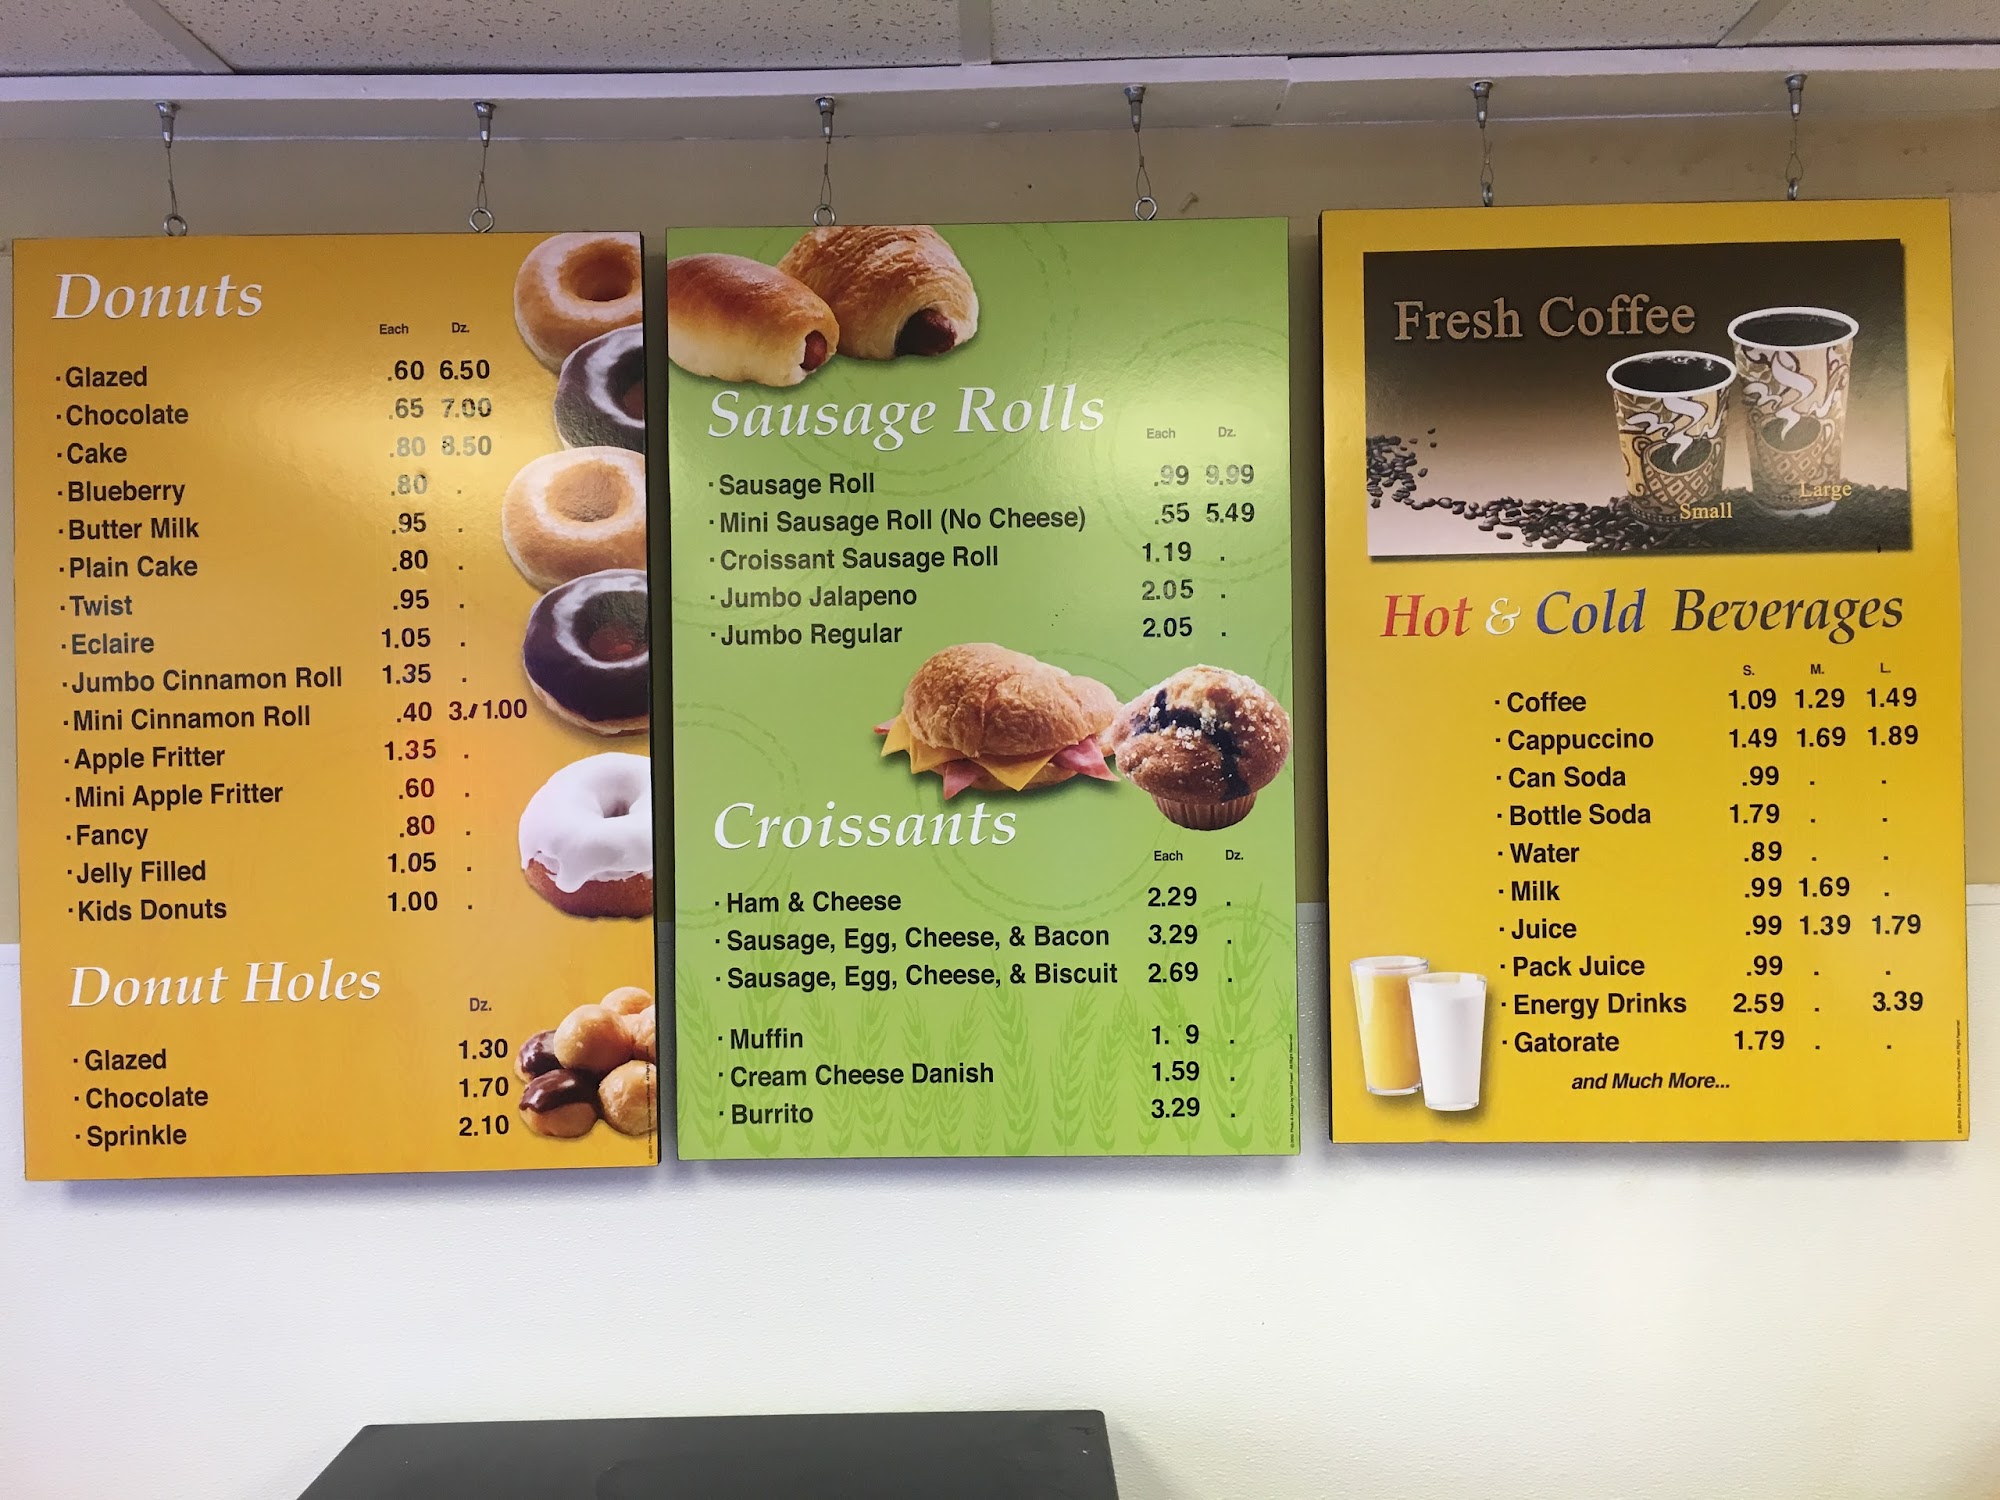 Donuts
Each Dz.
· Glazed .60 6.50
· Chocolate .65 7.00
· Cake .80 8.50
· Blueberry .80 .
· Butter Milk .95 .
· Plain Cake .80 .
· Twist .95 .
· Eclaire 1.05 .
· Jumbo Cinnamon Roll 1.35 .
· Mini Cinnamon Roll .40 3./1.00
· Apple Fritter 1.35 .
· Mini Apple Fritter .60 .
· Fancy .80 .
· Jelly Filled 1.05 .
· Kids Donuts 1.00 .
Donut Holes
Dz.
· Glazed 1.30
· Chocolate 1.70
· Sprinkle 2.10
Sausage Rolls
Each Dz.
· Sausage Roll .99 9.99
· Mini Sausage Roll (No Cheese) .55 5.49
· Croissant Sausage Roll 1.19 .
· Jumbo Jalapeno 2.05 .
· Jumbo Regular 2.05 .
Croissants
Each Dz.
· Ham & Cheese 2.29 .
· Sausage, Egg, Cheese, & Bacon 3.29 .
· Sausage, Egg, Cheese, & Biscuit 2.69 .
· Muffin 1. 9 .
· Cream Cheese Danish 1.59 .
· Burrito 3.29 .
Fresh Coffee
Small
Large
Hot & Cold Beverages
S. M. L.
· Coffee 1.09 1.29 1.49
· Cappuccino 1.49 1.69 1.89
· Can Soda .99 . .
· Bottle Soda 1.79 . .
· Water .89 . .
· Milk .99 1.69 .
· Juice .99 1.39 1.79
· Pack Juice .99 . .
· Energy Drinks 2.59 . 3.39
· Gatorate 1.79 . .
and Much More...